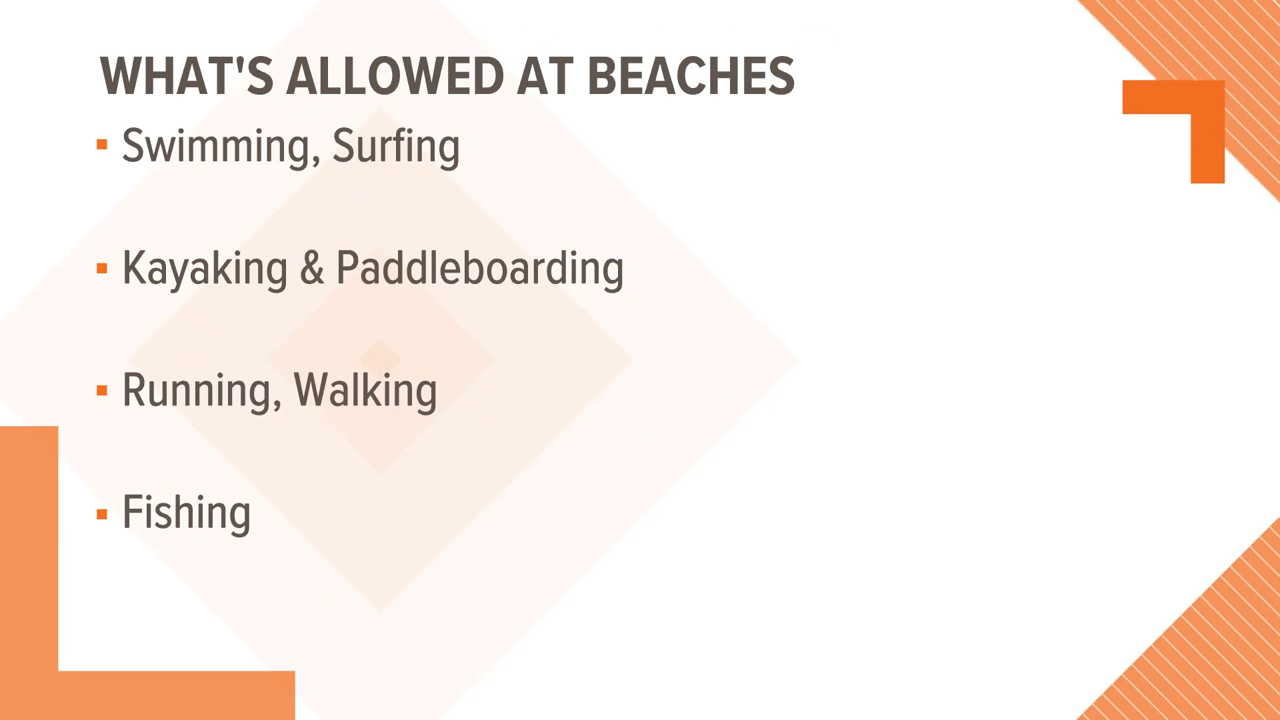 WHAT'S ALLOWED AT BEACHES
▪ Swimming, Surfing
▪ Kayaking & Paddleboarding
▪ Running, Walking
▪ Fishing